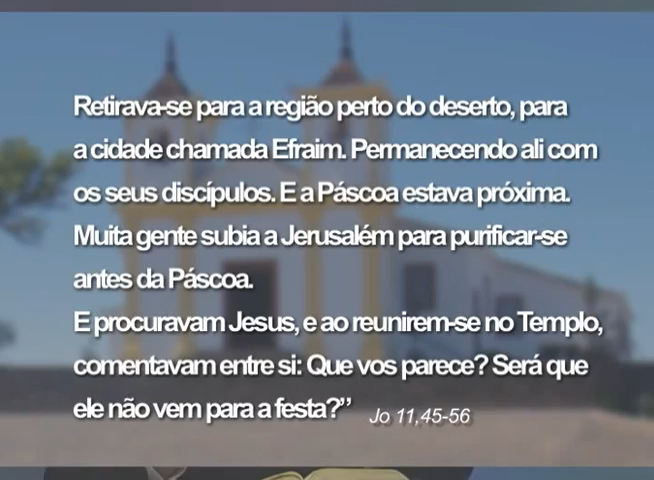 Retirava-se para a região perto do deserto, para
a cidade chamada Efraim. Permanecendo ali com
os seus discípulos. E a Páscoa estava próxima.
Muita gente subia a Jerusalém para purificar-se
antes da Páscoa.
E procuravam Jesus, e ao reunirem-se no Templo,
comentavam entre si: Que vos parece? Será que
ele não vem para a festa?”
Jo 11,45-56